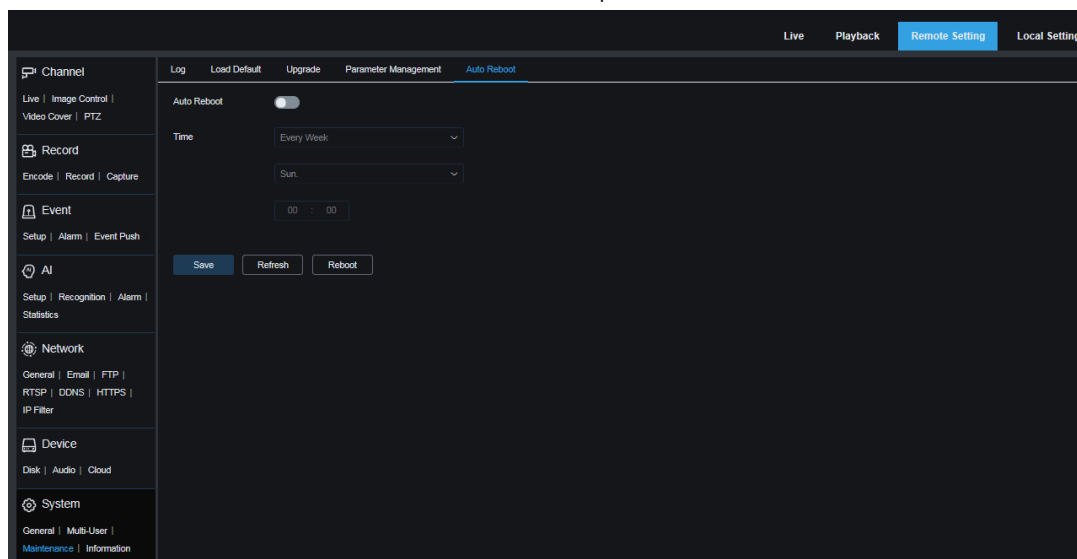 Live Playback Remote Setting Local Setting
Channel
Live | Image Control |
Video Cover | PTZ
Record
Encode | Record | Capture
Event
Setup | Alarm | Event Push
AI
Setup | Recognition | Alarm |
Statistics
Network
General | Email | FTP |
RTSP | DDNS | HTTPS |
IP Filter
Device
Disk | Audio | Cloud
System
General | Multi-User |
Maintenance | Information
Log Load Default Upgrade Parameter Management Auto Reboot
Auto Reboot
Time Every Week
Sun.
00 : 00
Save Refresh Reboot